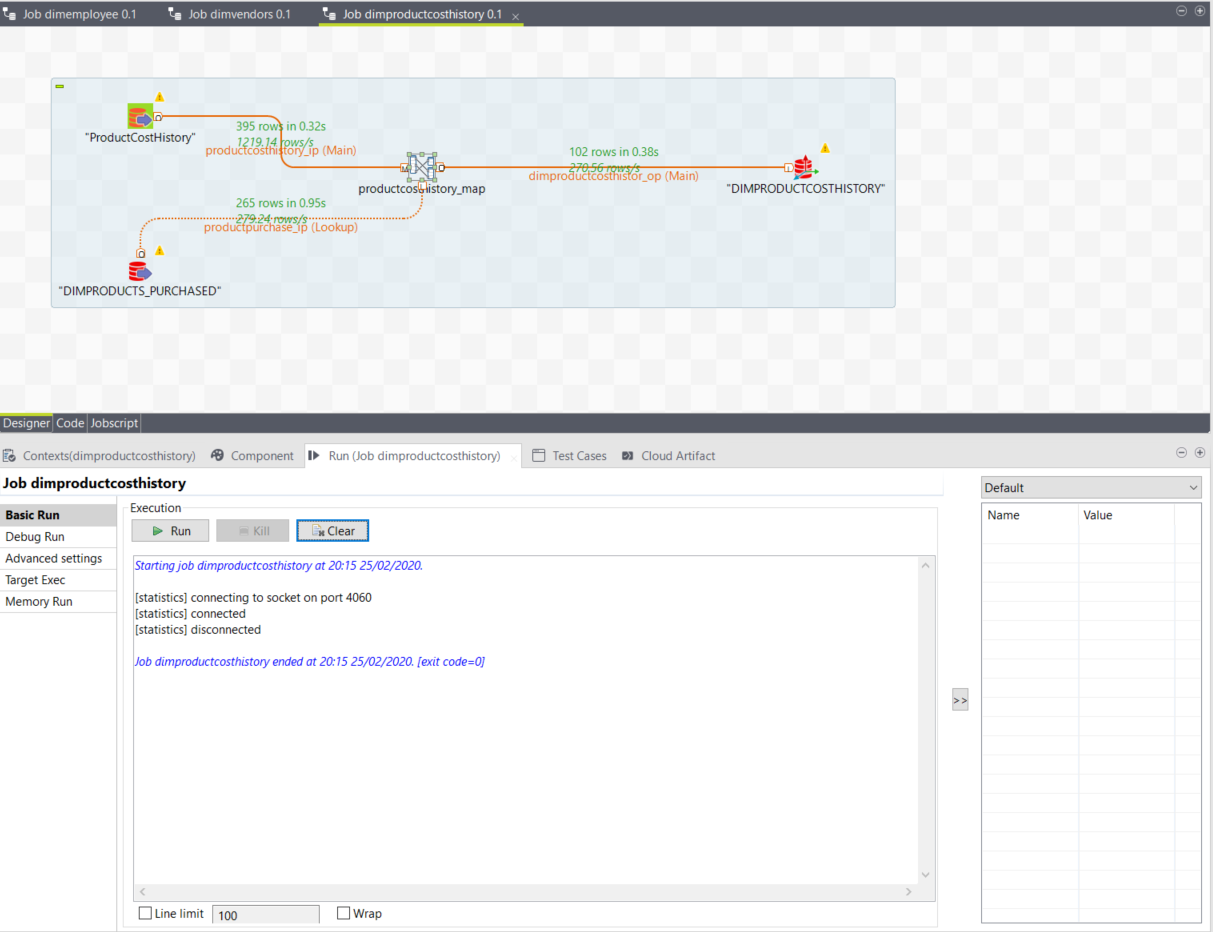 Job dimemployee 0.1
Job dimvendors 0.1
Job dimproductcosthistory 0.1
"ProductCostHistory"
395 rows in 0.32s
1219.14 rows/s
productcosthistory_ip (Main)
productcosthistory_map
102 rows in 0.38s
270.56 rows/s
dimproductcosthistor_op (Main)
"DIMPRODUCTCOSTHISTORY"
265 rows in 0.95s
279.24 rows/s
productpurchase_ip (Lookup)
"DIMPRODUCTS_PURCHASED"
Designer Code Jobscript
Contexts(dimproductcosthistory) Component Run (Job dimproductcosthistory) Test Cases Cloud Artifact
Job dimproductcosthistory
Default
Basic Run
Debug Run
Advanced settings
Target Exec
Memory Run
Execution
Run Kill Clear
Name Value
Starting job dimproductcosthistory at 20:15 25/02/2020.
[statistics] connecting to socket on port 4060
[statistics] connected
[statistics] disconnected
Job dimproductcosthistory ended at 20:15 25/02/2020. [exit code=0]
>>
Line limit 100 Wrap